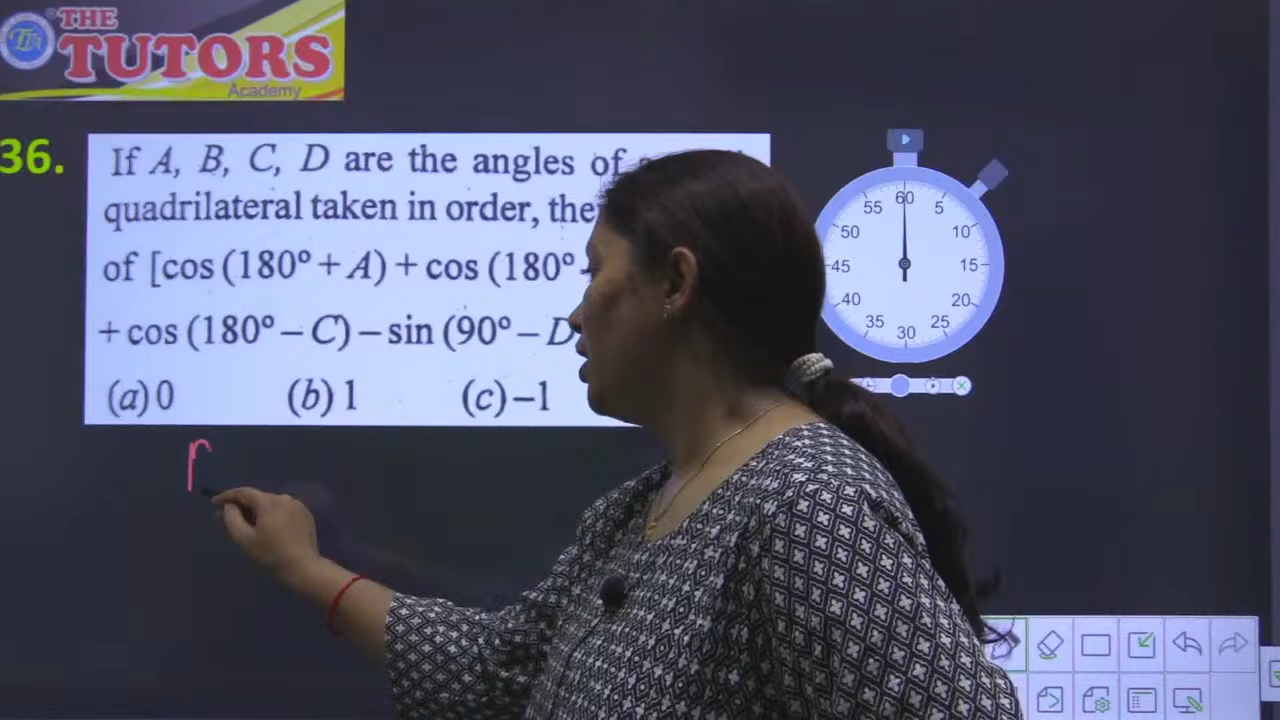 THE
TUTORS
Academy
36.
If A, B, C, D are the angles of
quadrilateral taken in order,
of [cos (180° + A) + cos (180°
+ cos (180° – C) – sin (90° – D
(a) 0 (b) 1 (c) –1
60
55 5
50 10
45 15
40 20
35 25
30
r